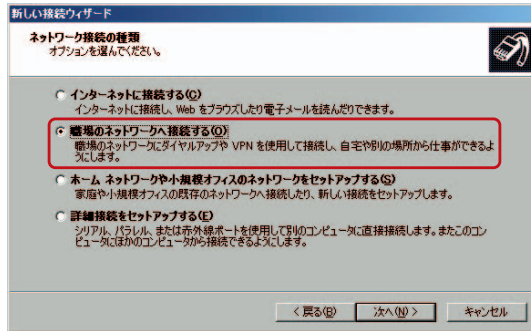 新しい接続ウィザード
ネットワーク接続の種類
オプションを選んでください。
インターネットに接続する(C)
インターネットに接続し、Web をブラウズしたり電子メールを読んだりできます。
職場のネットワークへ接続する(O)
職場のネットワークにダイヤルアップや VPN を使用して接続し、自宅や別の場所から仕事ができるよ
うにします。
ホーム ネットワークや小規模オフィスのネットワークをセットアップする(S)
家庭や小規模オフィスの既存のネットワークへ接続したり、新しい接続をセットアップします。
詳細接続をセットアップする(E)
シリアル、パラレル、または赤外線ポートを使用して別のコンピュータに直接接続します。またこのコン
ピュータにほかのコンピュータから接続できるようにします。
< 戻る(B)
次へ(N) >
キャンセル